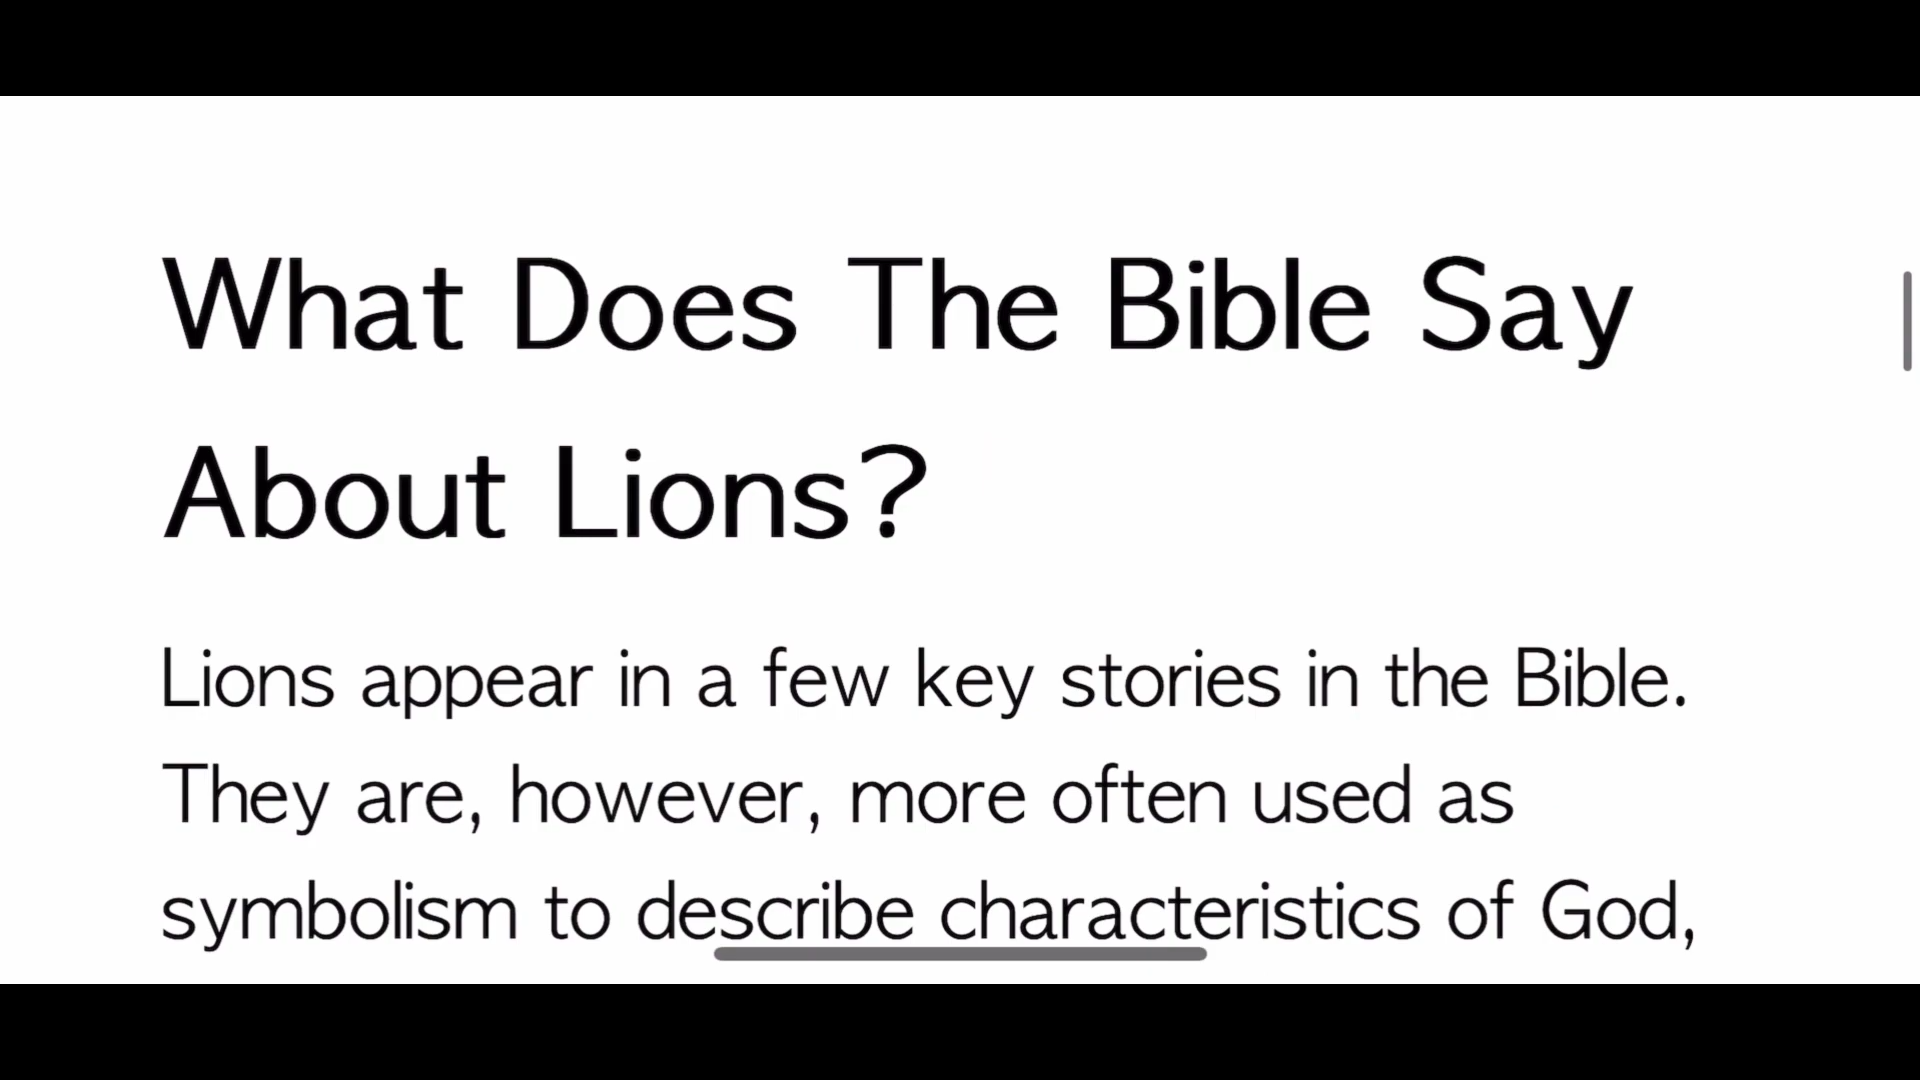 What Does The Bible Say
About Lions?
Lions appear in a few key stories in the Bible.
They are, however, more often used as
symbolism to describe characteristics of God,